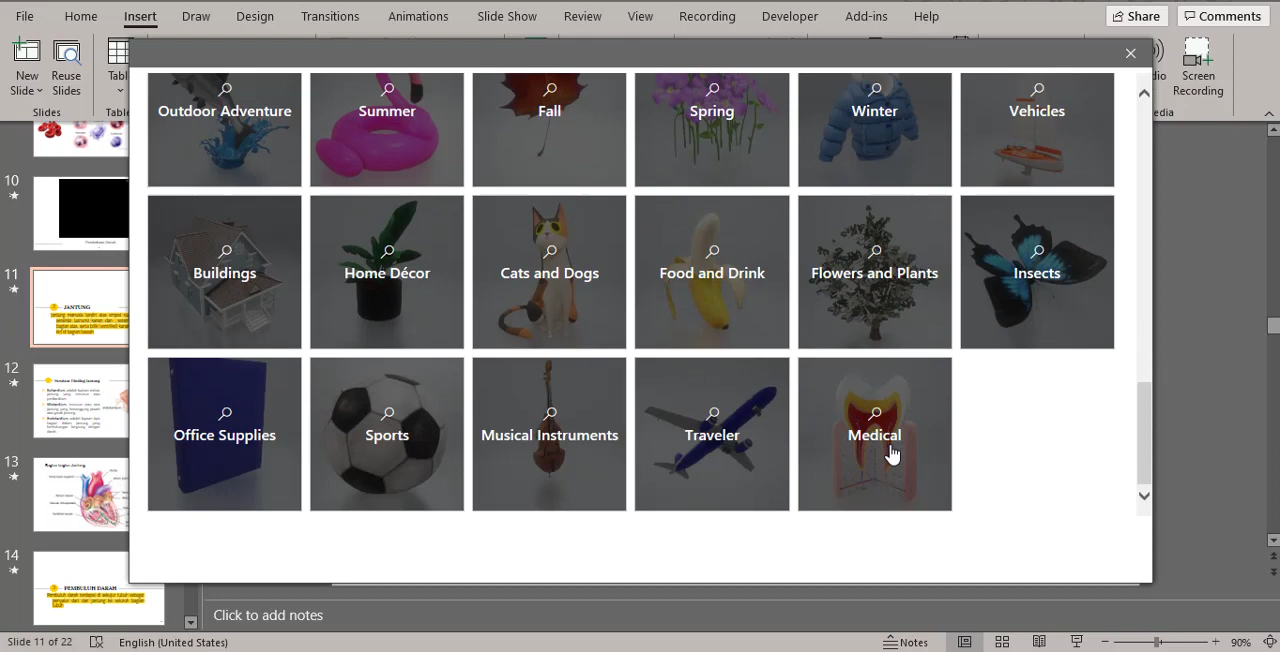 File Home Insert Draw Design Transitions Animations Slide Show Review View Recording Developer Add-ins Help Share Comments
New Slide Reuse Slides
Screen Recording
Slides
Outdoor Adventure Summer Fall Spring Winter Vehicles
Buildings Home Décor Cats and Dogs Food and Drink Flowers and Plants Insects
Office Supplies Sports Musical Instruments Traveler Medical
10
11
JANTUNG
12
13
14
PEMBULUH DARAH
Click to add notes
Slide 11 of 22 English (United States) Notes 90%